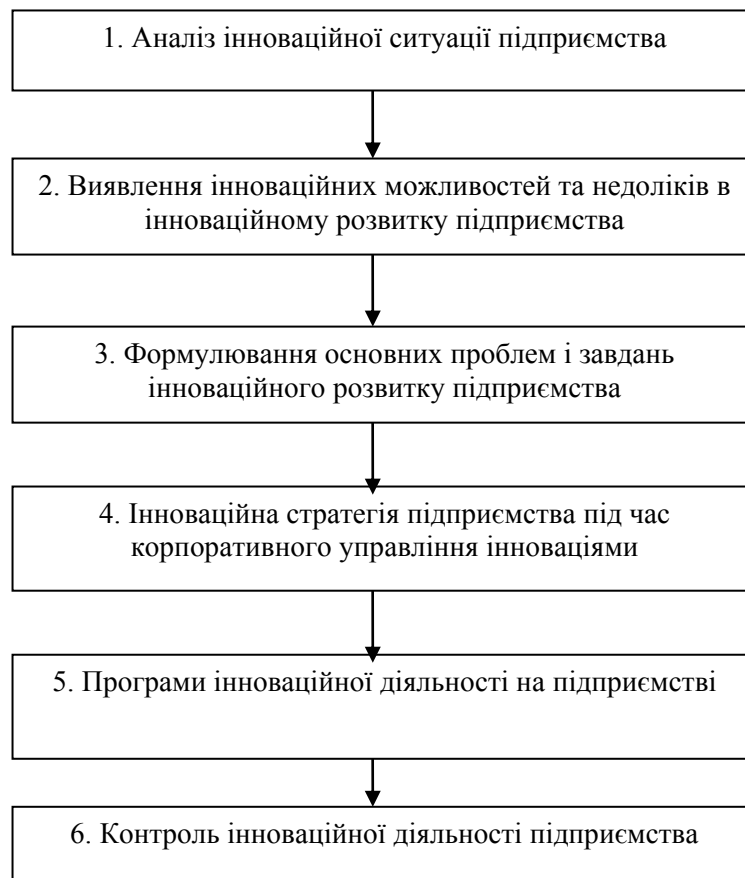 1. Аналіз інноваційної ситуації підприємства
2. Виявлення інноваційних можливостей та недоліків в
інноваційному розвитку підприємства
3. Формулювання основних проблем і завдань
інноваційного розвитку підприємства
4. Інноваційна стратегія підприємства під час
корпоративного управління інноваціями
5. Програми інноваційної діяльності на підприємстві
6. Контроль інноваційної діяльності підприємства